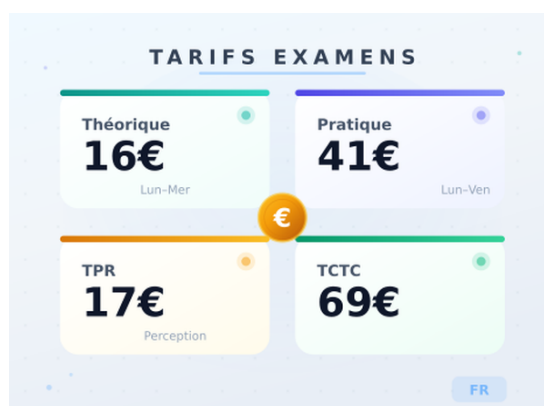 TARIFS EXAMENS
Théorique
16€
Lun–Mer
Pratique
41€
Lun–Ven
€
TPR
17€
Perception
TCTC
69€
FR